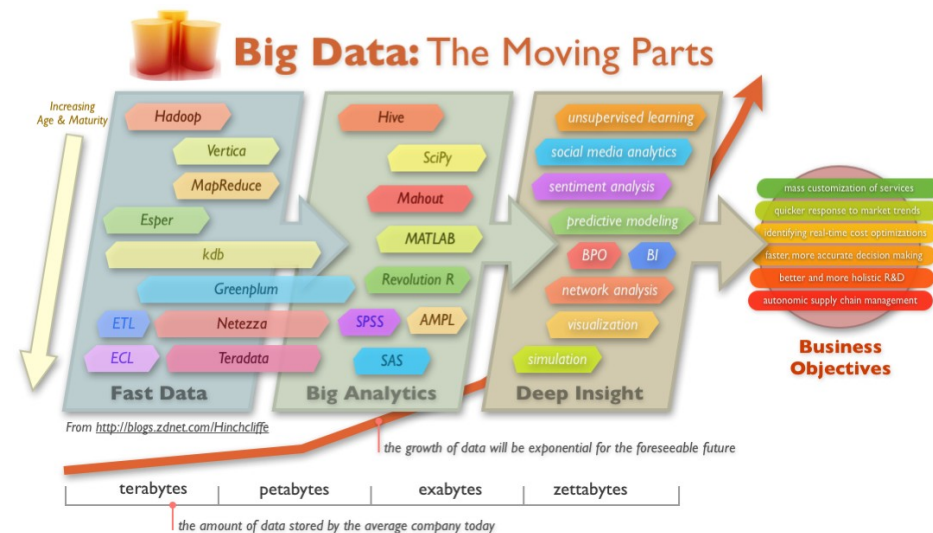 Big Data: The Moving Parts
Increasing
Age & Maturity
Hadoop
Vertica
MapReduce
Esper
kdb
Greenplum
ETL
Netezza
ECL
Teradata
Fast Data
Hive
SciPy
Mahout
MATLAB
Revolution R
SPSS
AMPL
SAS
Big Analytics
unsupervised learning
social media analytics
sentiment analysis
predictive modeling
BPO
BI
network analysis
visualization
simulation
Deep Insight
mass customization of services
quicker response to market trends
identifying real-time cost optimizations
faster, more accurate decision making
better and more holistic R&D
autonomic supply chain management
Business
Objectives
From http://blogs.zdnet.com/Hinchcliffe
the growth of data will be exponential for the foreseeable future
terabytes
petabytes
exabytes
zettabytes
the amount of data stored by the average company today